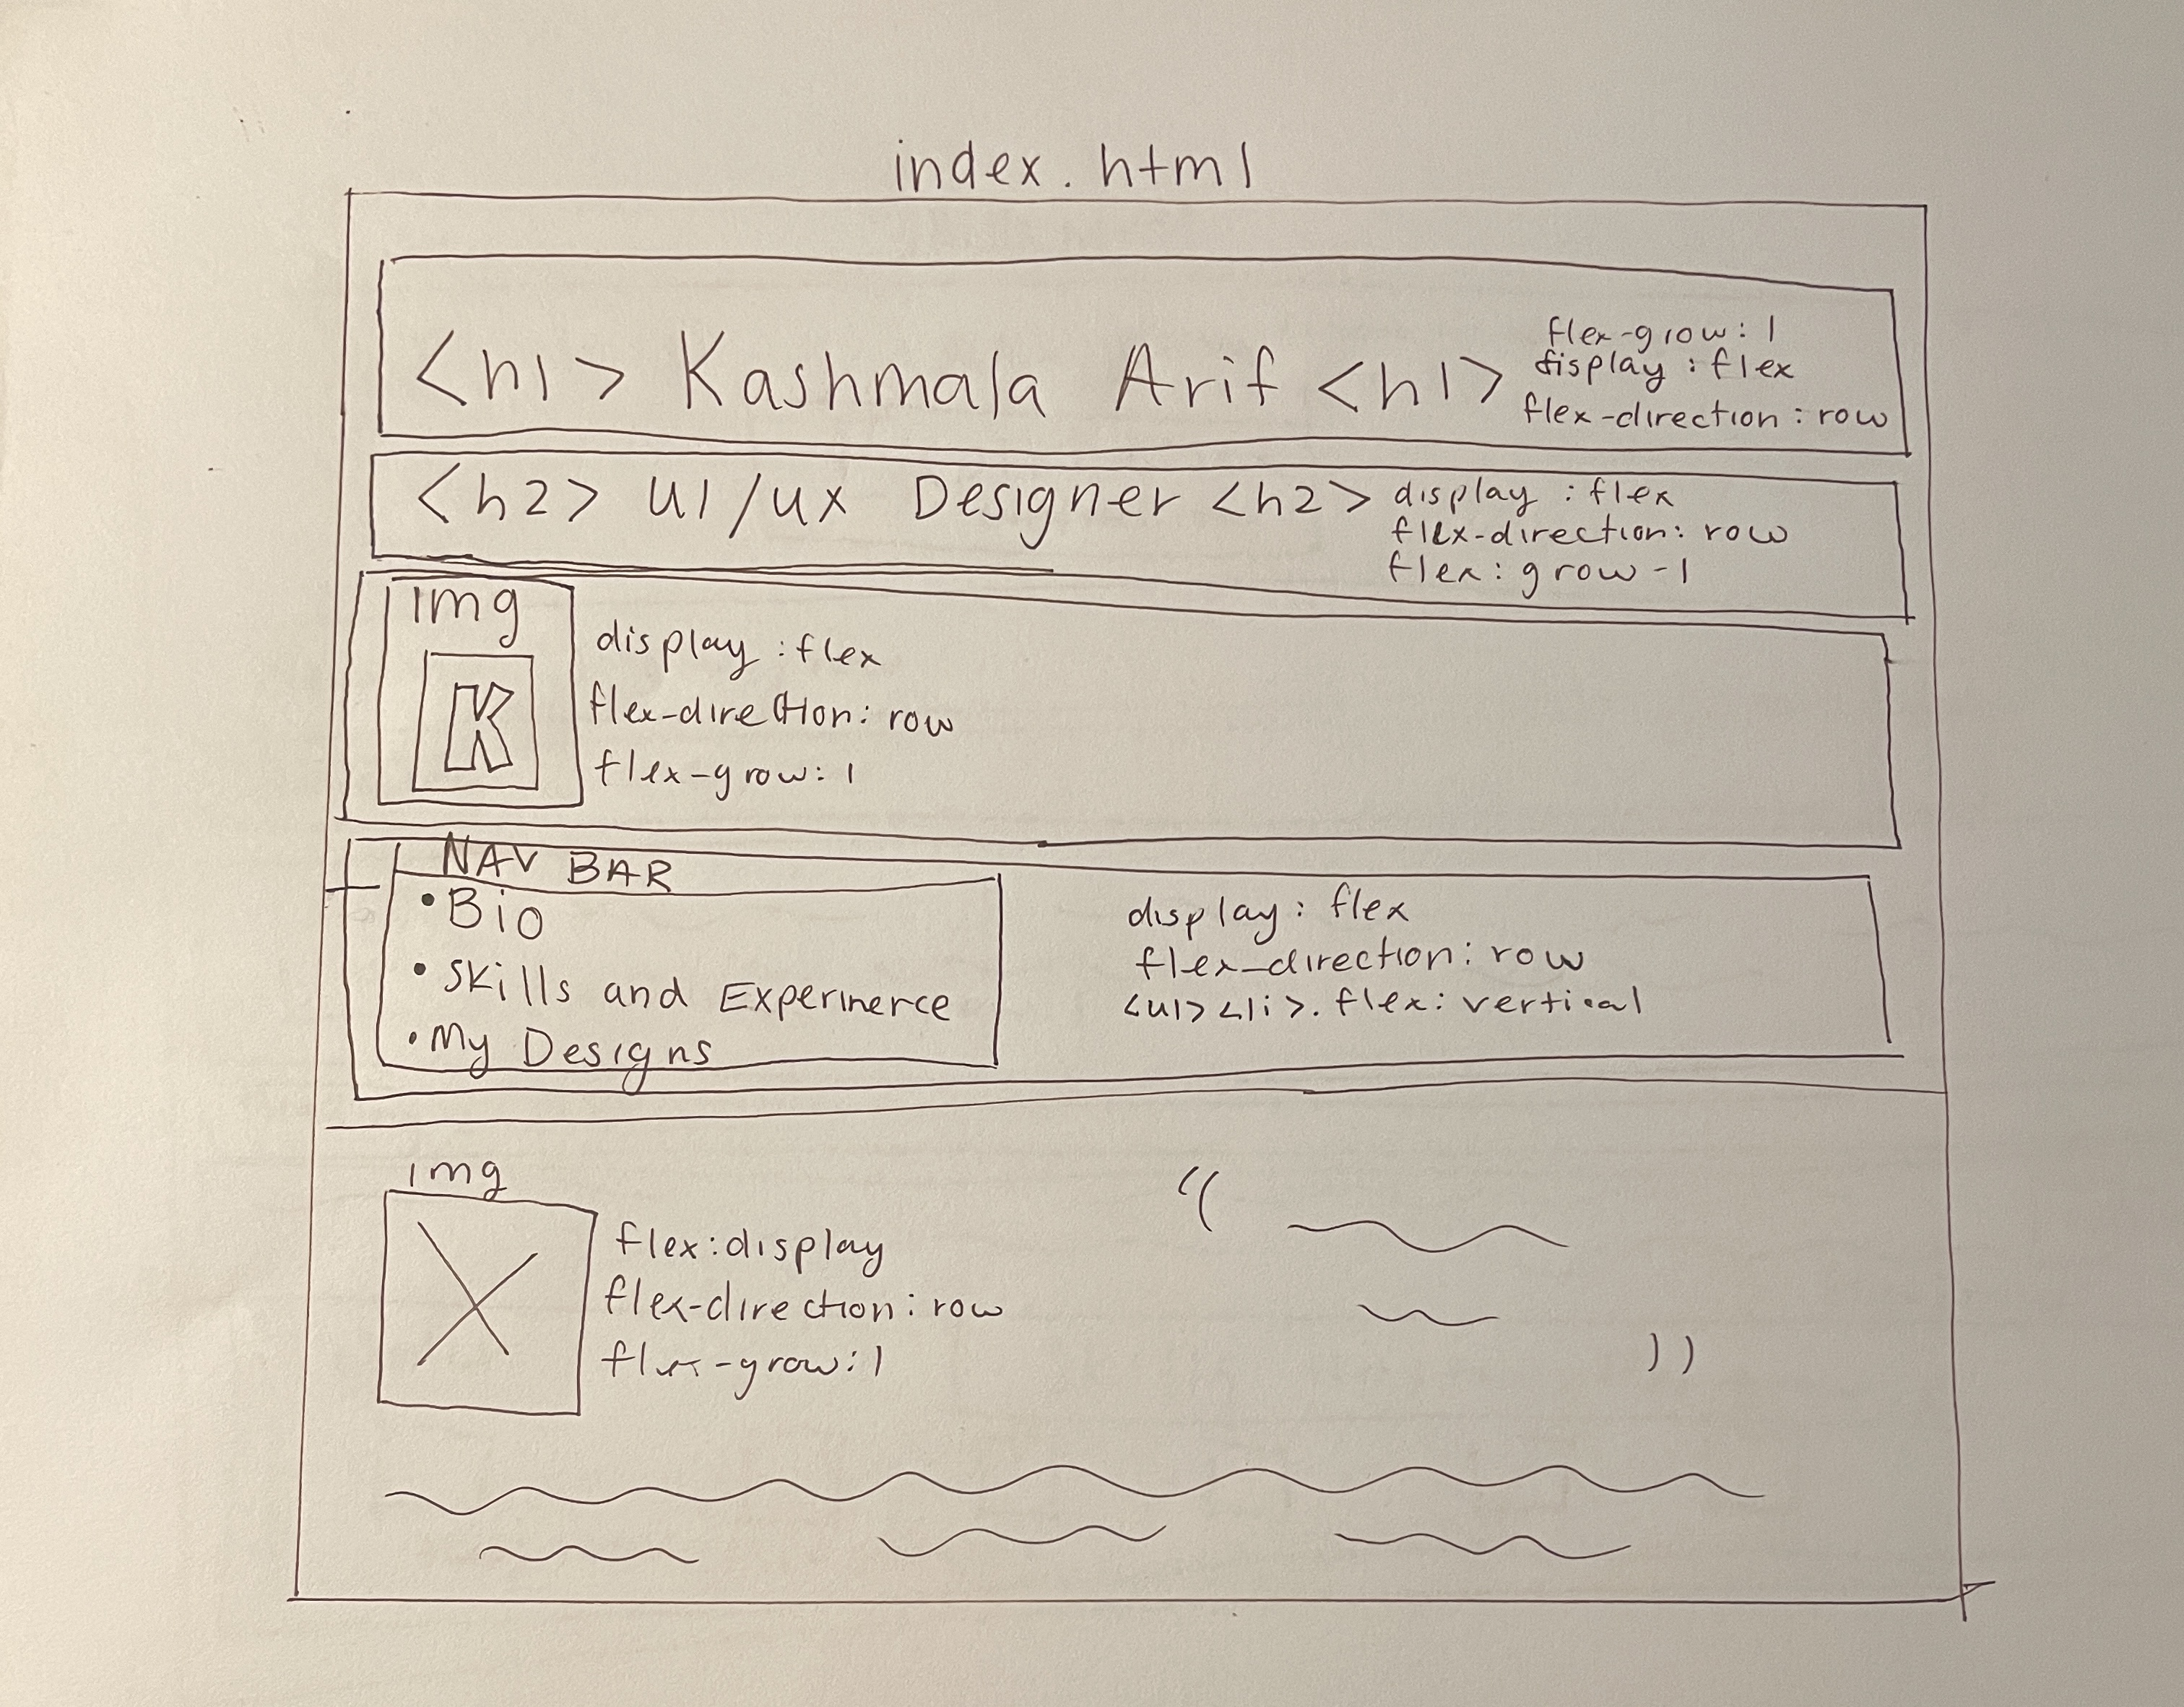 index.html
<h1> Kashmala Arif <h1>
flex-grow: 1
display: flex
flex-direction: row
<h2> UI/UX Designer <h2>
display: flex
flex-direction: row
flex: grow-1
img
K
display: flex
flex-direction: row
flex-grow: 1
NAV BAR
• Bio
• Skills and Experinerce
• My Designs
display: flex
flex-direction: row
<ul><li>. flex: vertical
img
flex: display
flex-direction: row
flex-grow: 1